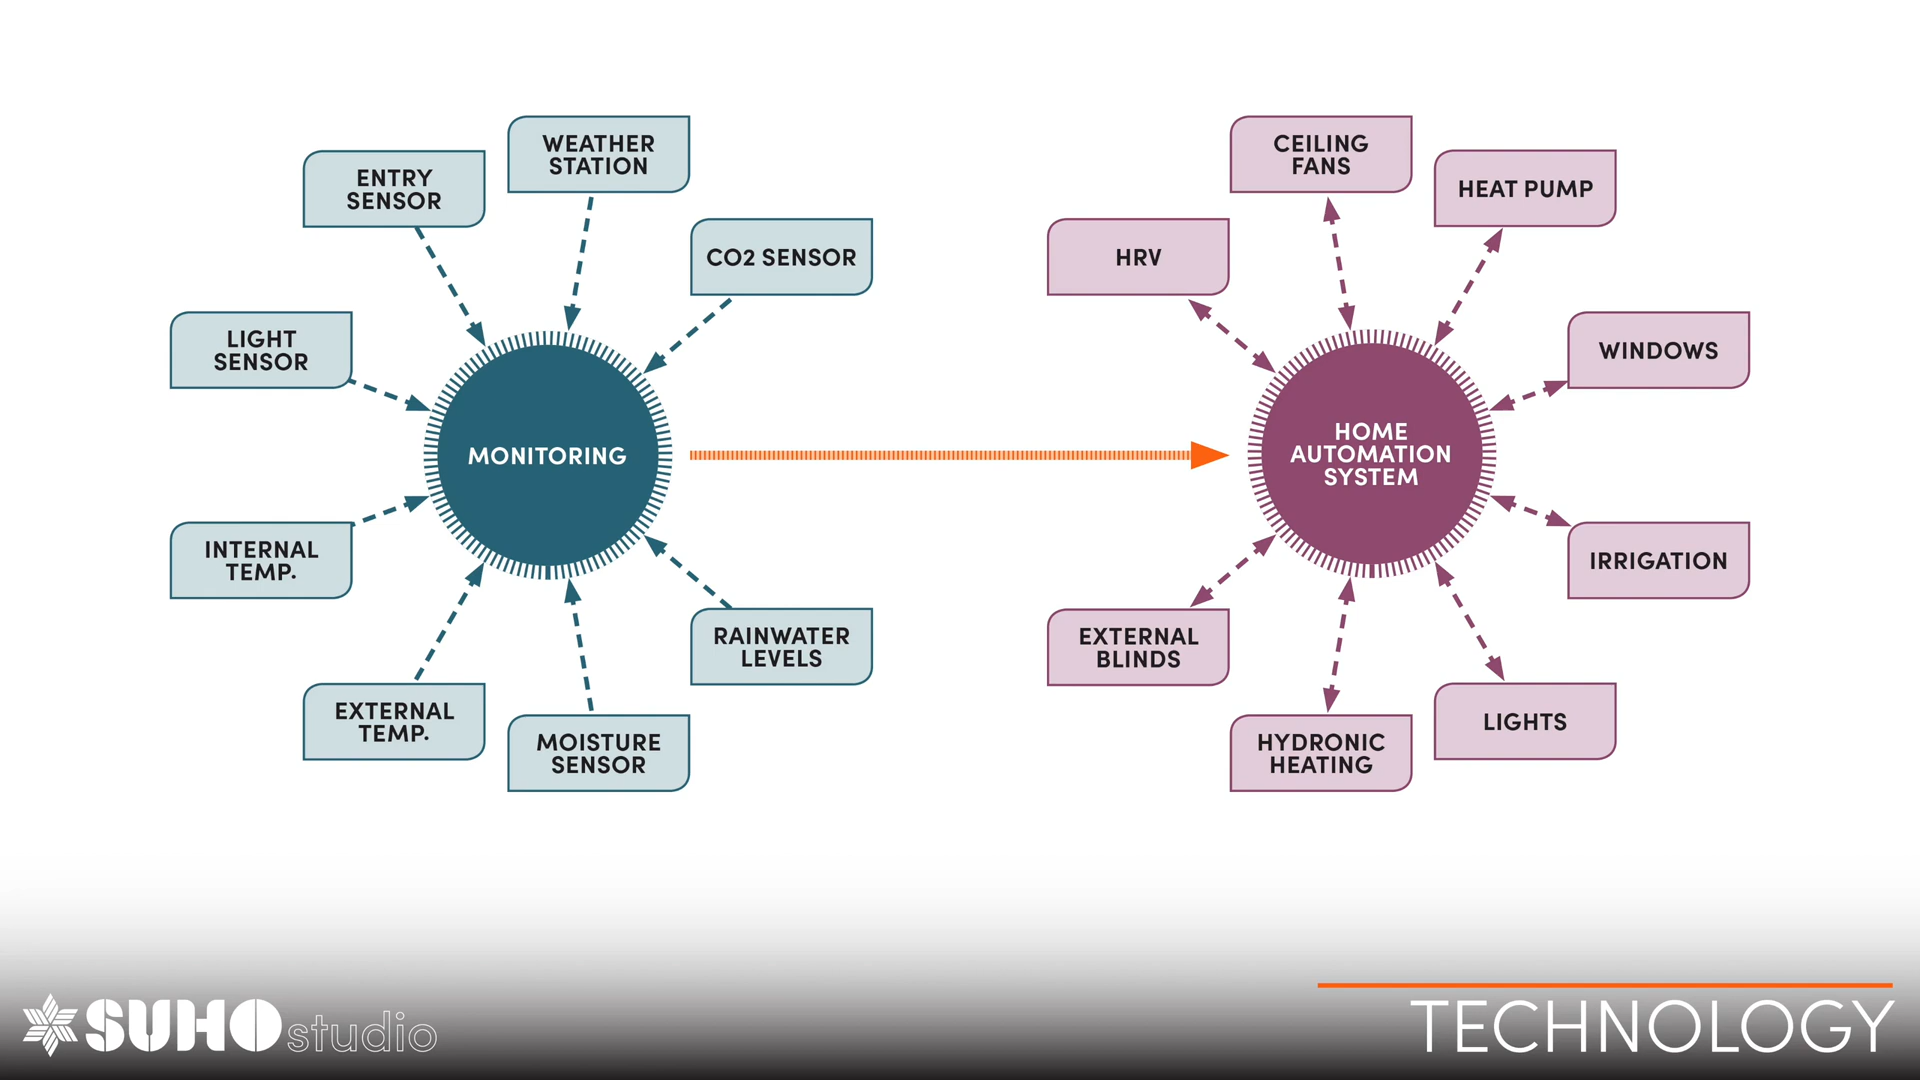 WEATHER
STATION
ENTRY
SENSOR
CO2 SENSOR
LIGHT
SENSOR
MONITORING
INTERNAL
TEMP.
RAINWATER
LEVELS
EXTERNAL
TEMP.
MOISTURE
SENSOR
CEILING
FANS
HEAT PUMP
HRV
WINDOWS
HOME
AUTOMATION
SYSTEM
IRRIGATION
EXTERNAL
BLINDS
LIGHTS
HYDRONIC
HEATING
SUHO studio
TECHNOLOGY